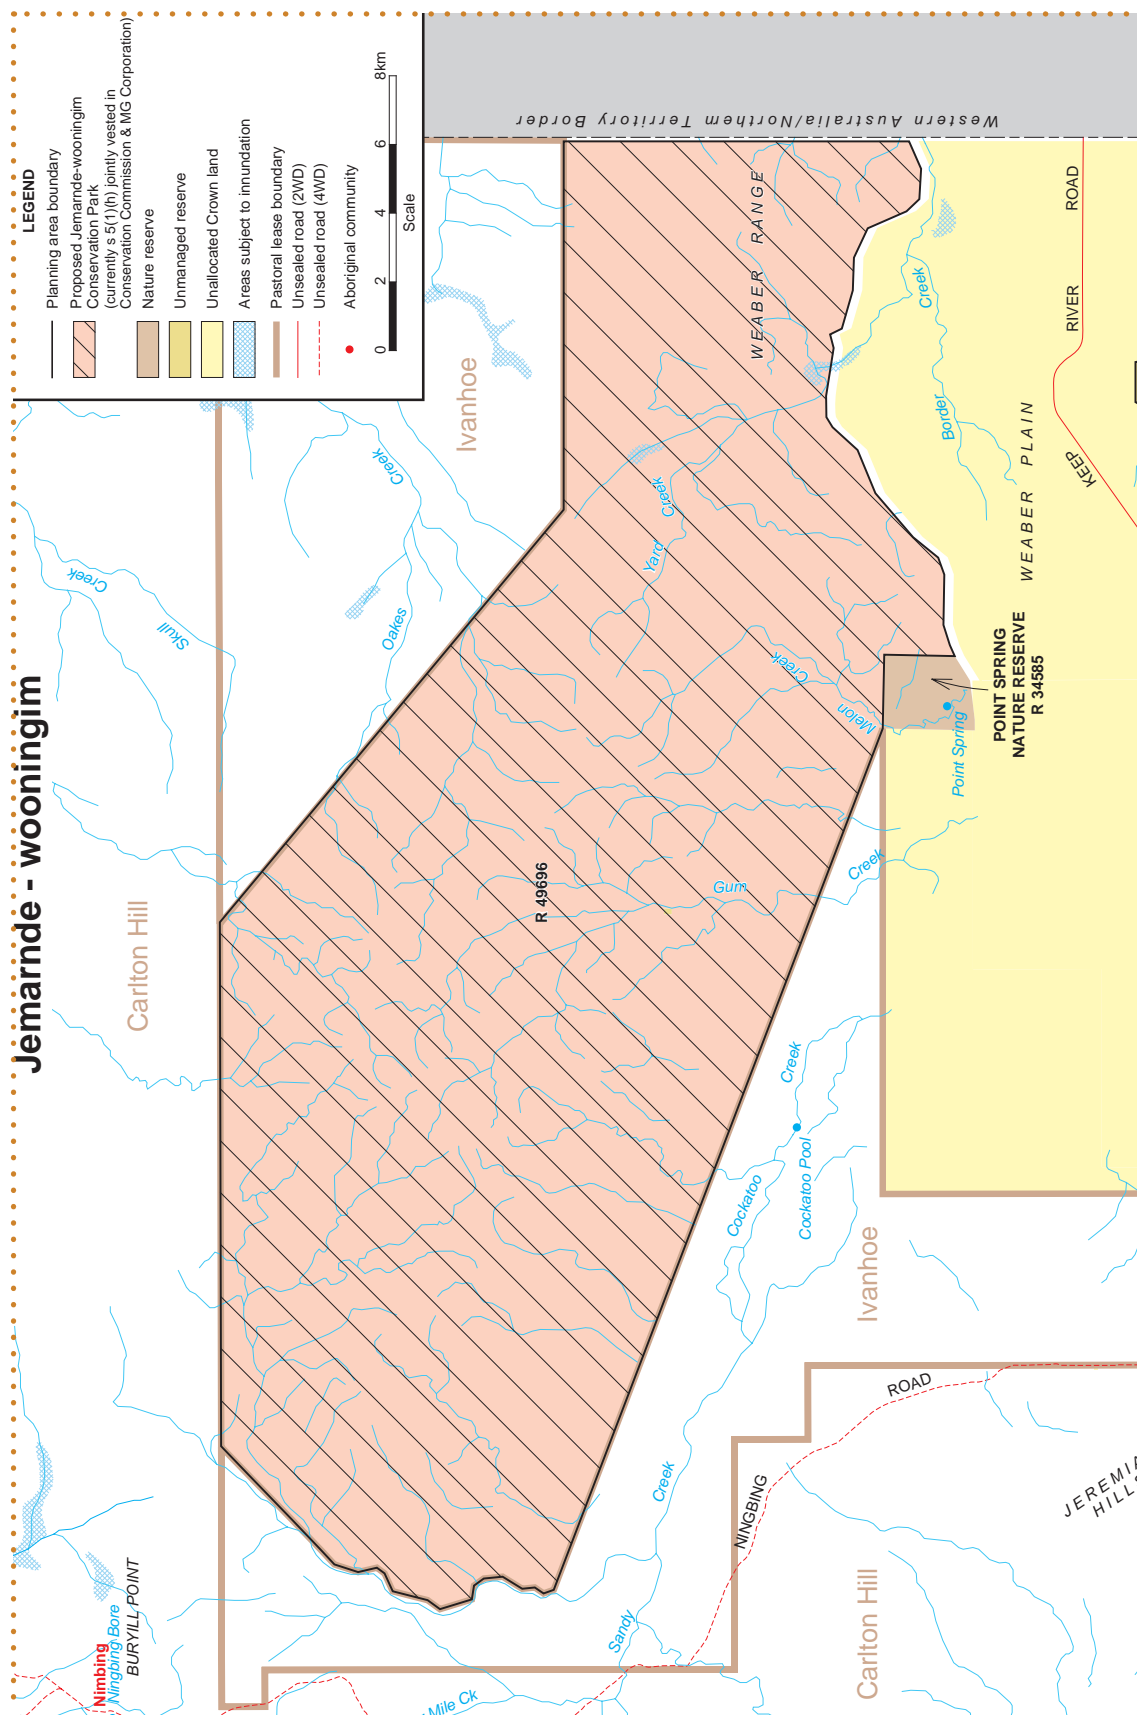 Jemarnde - wooningim
LEGEND
Planning area boundary
Proposed Jemarnde-wooningim
Conservation Park
(currently s 5(1)(h) jointly vested in
Conservation Commission & MG Corporation)
Nature reserve
Unmanaged reserve
Unallocated Crown land
Areas subject to innundation
Pastoral lease boundary
Unsealed road (2WD)
Unsealed road (4WD)
Aboriginal community
0 2 4 6 8km
Scale
Western Australia/Northern Territory Border
Nimbing
Ningbing Bore
BURYILL POINT
Carlton Hill
Skull
Creek
Oakes
Creek
Ivanhoe
WEABER RANGE
Yard
Creek
R 49696
Gum
Creek
Melon
Creek
Border
Creek
WEABER PLAIN
KEEP
RIVER
ROAD
POINT SPRING
NATURE RESERVE
R 34585
Point Spring
Cockatoo
Creek
Cockatoo Pool
Ivanhoe
Sandy
Creek
Mile Ck
NINGBING
ROAD
Carlton Hill
JEREMIA
HILLS